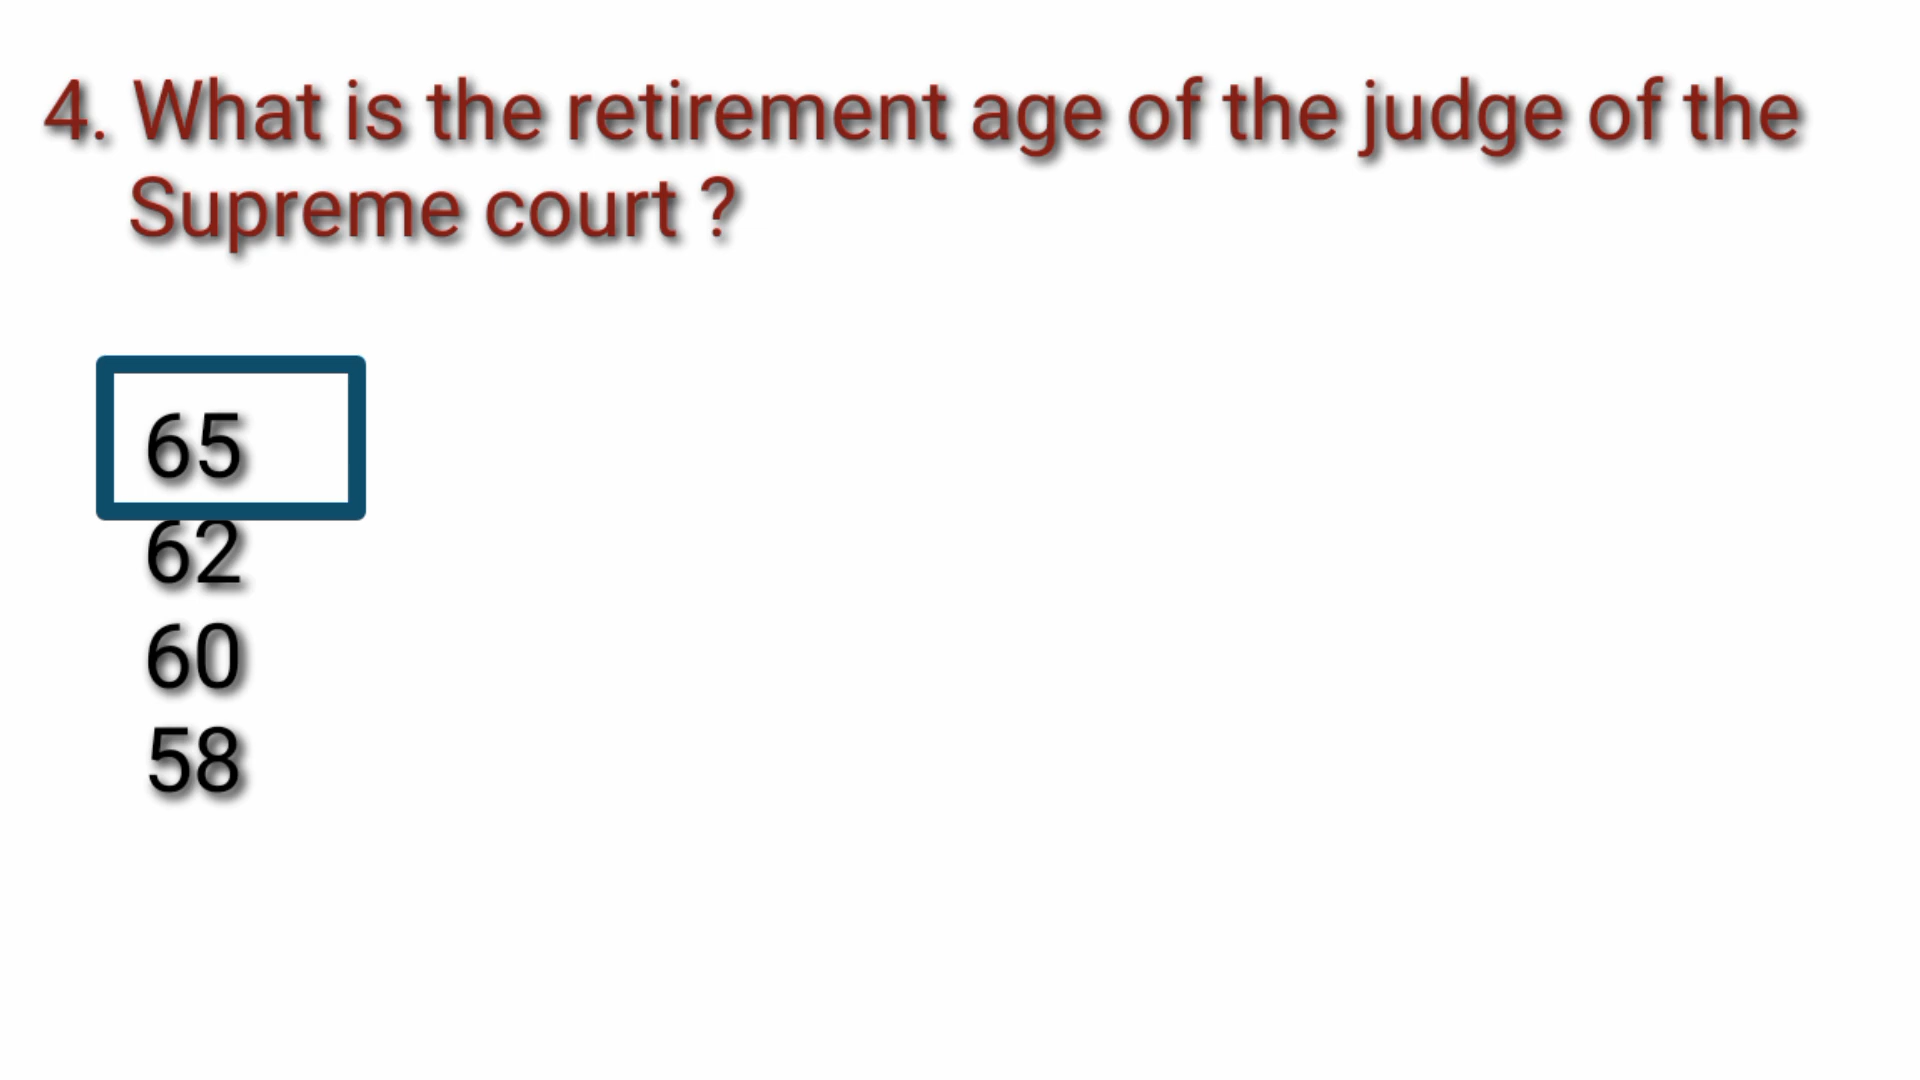 4. What is the retirement age of the judge of the
Supreme court ?
65
62
60
58